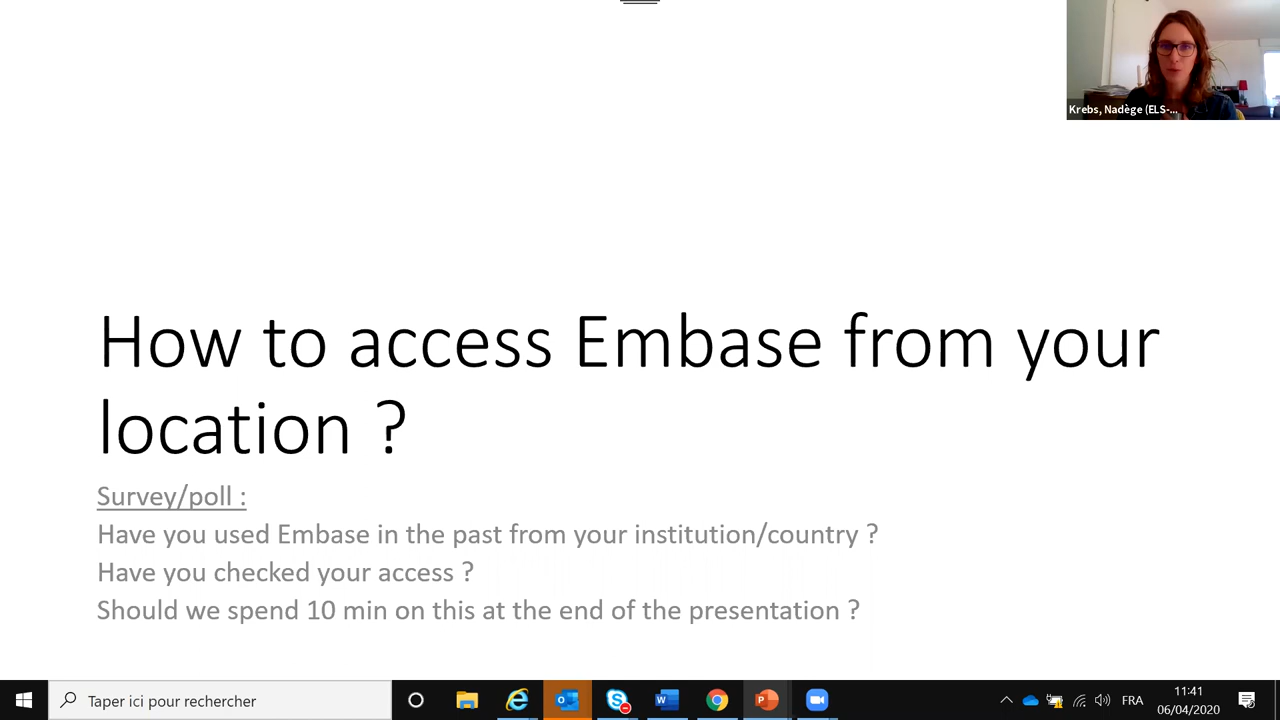 Krebs, Nadège (ELS-...
How to access Embase from your
location ?
Survey/poll :
Have you used Embase in the past from your institution/country ?
Have you checked your access ?
Should we spend 10 min on this at the end of the presentation ?
Taper ici pour rechercher
FRA
11:41
06/04/2020